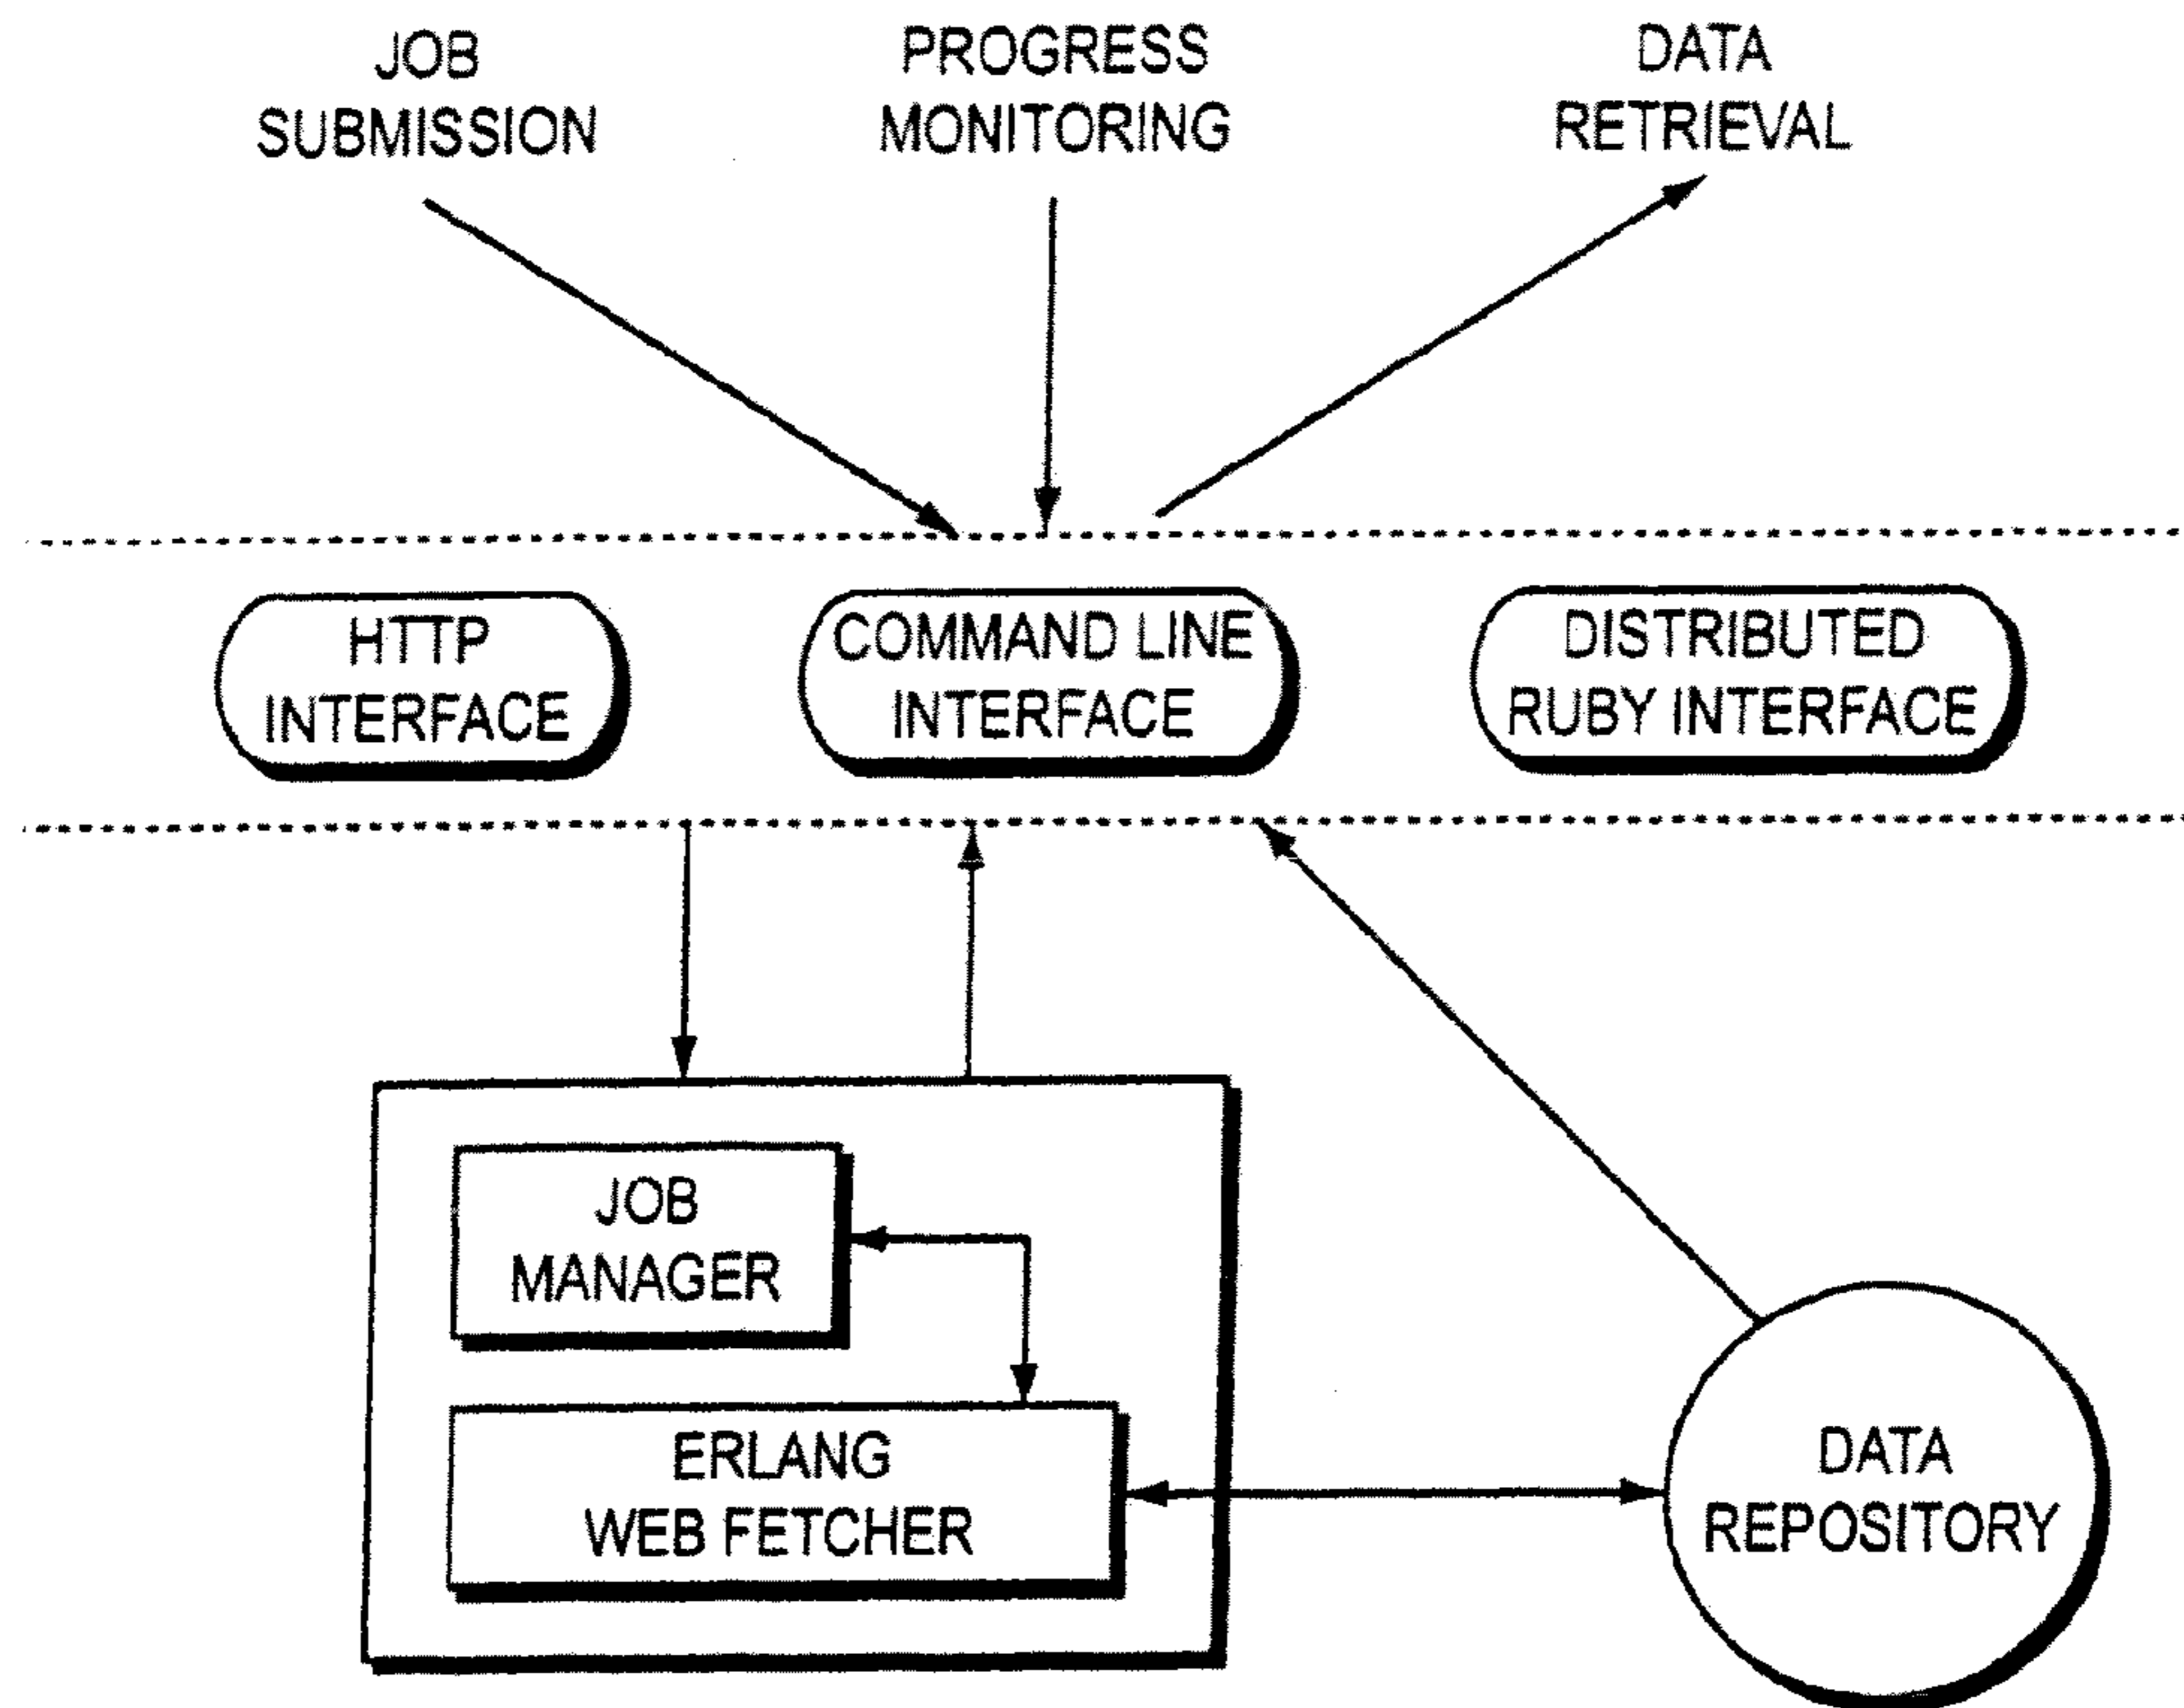 JOB
SUBMISSION
PROGRESS
MONITORING
DATA
RETRIEVAL
HTTP
INTERFACE
COMMAND LINE
INTERFACE
DISTRIBUTED
RUBY INTERFACE
JOB
MANAGER
ERLANG
WEB FETCHER
DATA
REPOSITORY